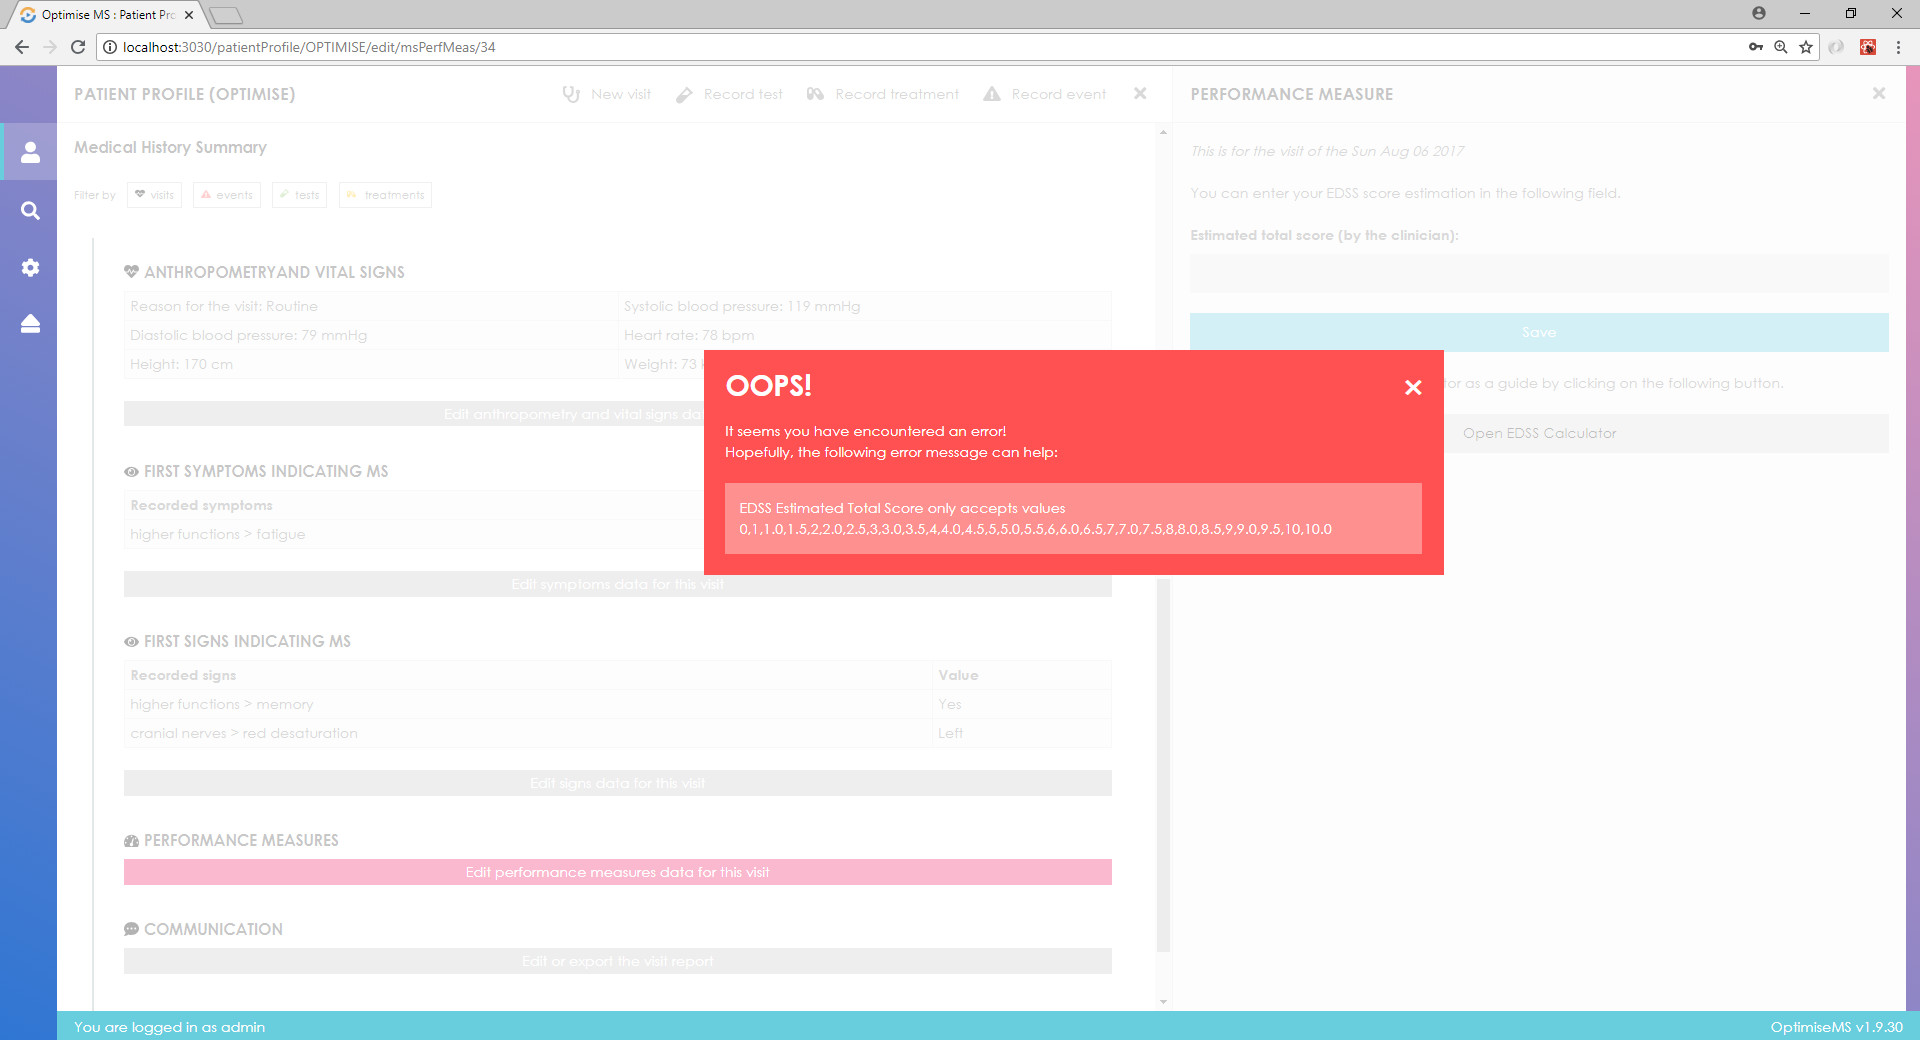 Optimise MS : Patient Pro
localhost:3030/patientProfile/OPTIMISE/edit/msPerfMeas/34
PATIENT PROFILE (OPTIMISE)
New visit
Record test
Record treatment
Record event
Medical History Summary
Filter by
visits
events
tests
treatments
ANTHROPOMETRYAND VITAL SIGNS
Reason for the visit: Routine
Systolic blood pressure: 119 mmHg
Diastolic blood pressure: 79 mmHg
Heart rate: 78 bpm
Height: 170 cm
Weight: 73
Edit anthropometry and vital signs da
FIRST SYMPTOMS INDICATING MS
Recorded symptoms
higher functions > fatigue
Edit symptoms data for this visit
FIRST SIGNS INDICATING MS
Recorded signs
Value
higher functions > memory
Yes
cranial nerves > red desaturation
Left
Edit signs data for this visit
PERFORMANCE MEASURES
Edit performance measures data for this visit
COMMUNICATION
Edit or export the visit report
PERFORMANCE MEASURE
This is for the visit of the Sun Aug 06 2017
You can enter your EDSS score estimation in the following field.
Estimated total score (by the clinician):
Save
tor as a guide by clicking on the following button.
Open EDSS Calculator
OOPS!
It seems you have encountered an error!
Hopefully, the following error message can help:
EDSS Estimated Total Score only accepts values
0,1,1.0,1.5,2,2.0,2.5,3,3.0,3.5,4,4.0,4.5,5,5.0,5.5,6,6.0,6.5,7,7.0,7.5,8,8.0,8.5,9,9.0,9.5,10,10.0
You are logged in as admin
OptimiseMS v1.9.30